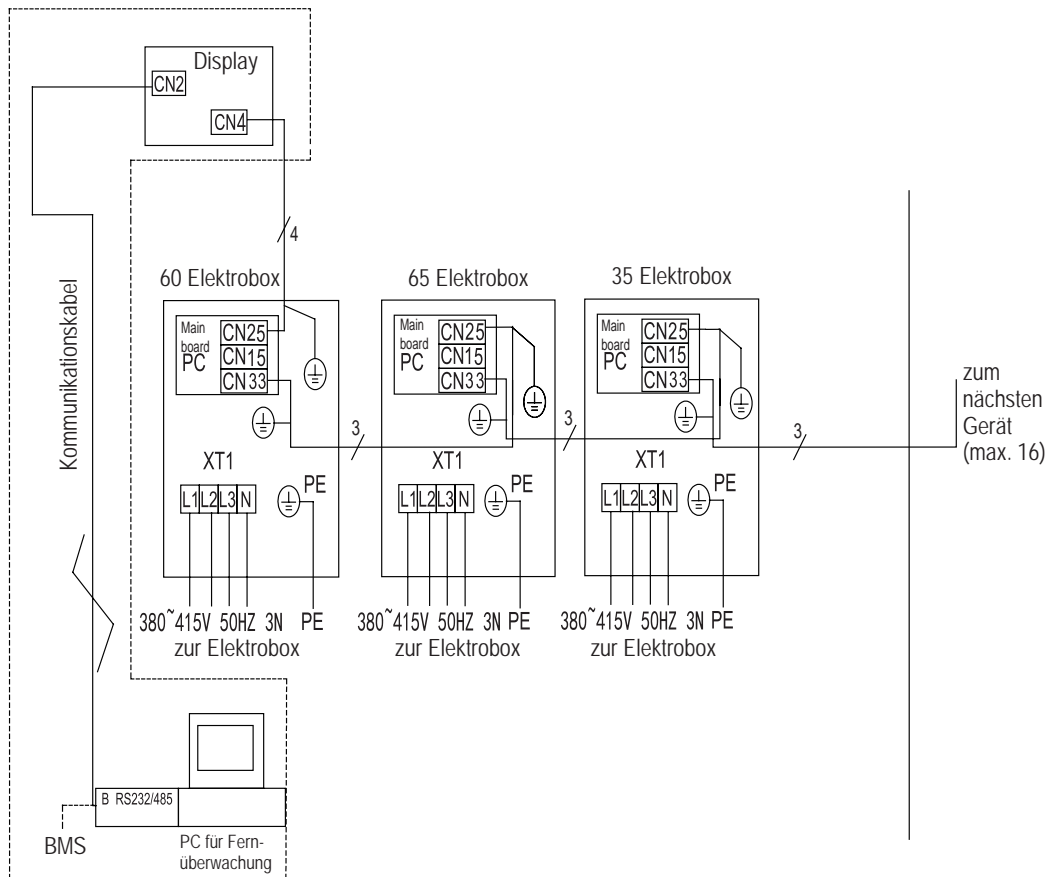 Display
CN2
CN4
Kommunikationskabel
4
60 Elektrobox
65 Elektrobox
35 Elektrobox
Main
board
PC
CN25
CN15
CN33
Main
board
PC
CN25
CN15
CN33
Main
board
PC
CN25
CN15
CN33
3
3
3
zum
nächsten
Gerät
(max. 16)
XT1
L1 L2 L3 N
PE
XT1
L1 L2 L3 N
PE
XT1
L1 L2 L3 N
PE
380~415V 50HZ 3N PE
zur Elektrobox
380~415V 50HZ 3N PE
zur Elektrobox
380~415V 50HZ 3N PE
zur Elektrobox
B RS232/485
BMS
PC für Fern-
überwachung